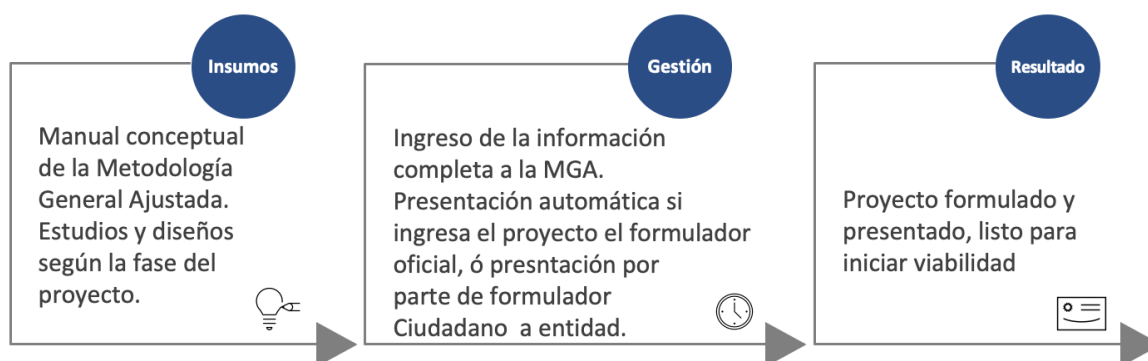 Insumos
Manual conceptual
de la Metodología
General Ajustada.
Estudios y diseños
según la fase del
proyecto.
Gestión
Ingreso de la información
completa a la MGA.
Presentación automática si
ingresa el proyecto el formulador
oficial, ó presntación por
parte de formulador
Ciudadano  a entidad.
Resultado
Proyecto formulado y
presentado, listo para
iniciar viabilidad